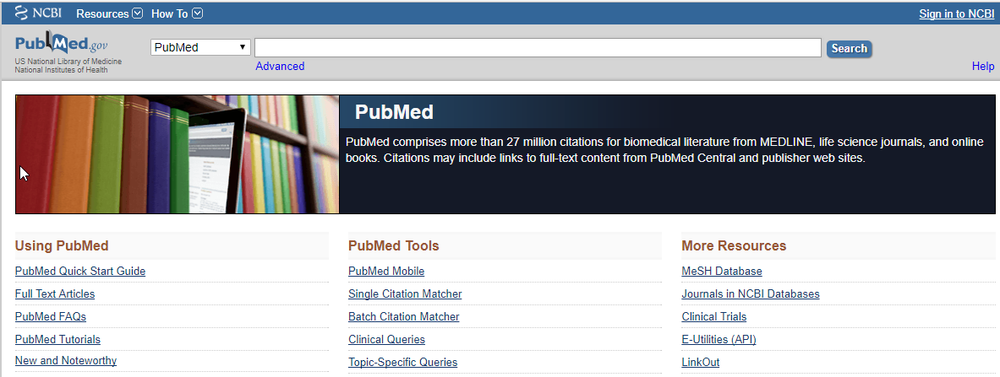 NCBI Resources How To Sign in to NCBI
PubMed.gov
US National Library of Medicine
National Institutes of Health
PubMed
Search
Advanced
Help
PubMed
PubMed comprises more than 27 million citations for biomedical literature from MEDLINE, life science journals, and online
books. Citations may include links to full-text content from PubMed Central and publisher web sites.
Using PubMed
PubMed Quick Start Guide
Full Text Articles
PubMed FAQs
PubMed Tutorials
New and Noteworthy
PubMed Tools
PubMed Mobile
Single Citation Matcher
Batch Citation Matcher
Clinical Queries
Topic-Specific Queries
More Resources
MeSH Database
Journals in NCBI Databases
Clinical Trials
E-Utilities (API)
LinkOut